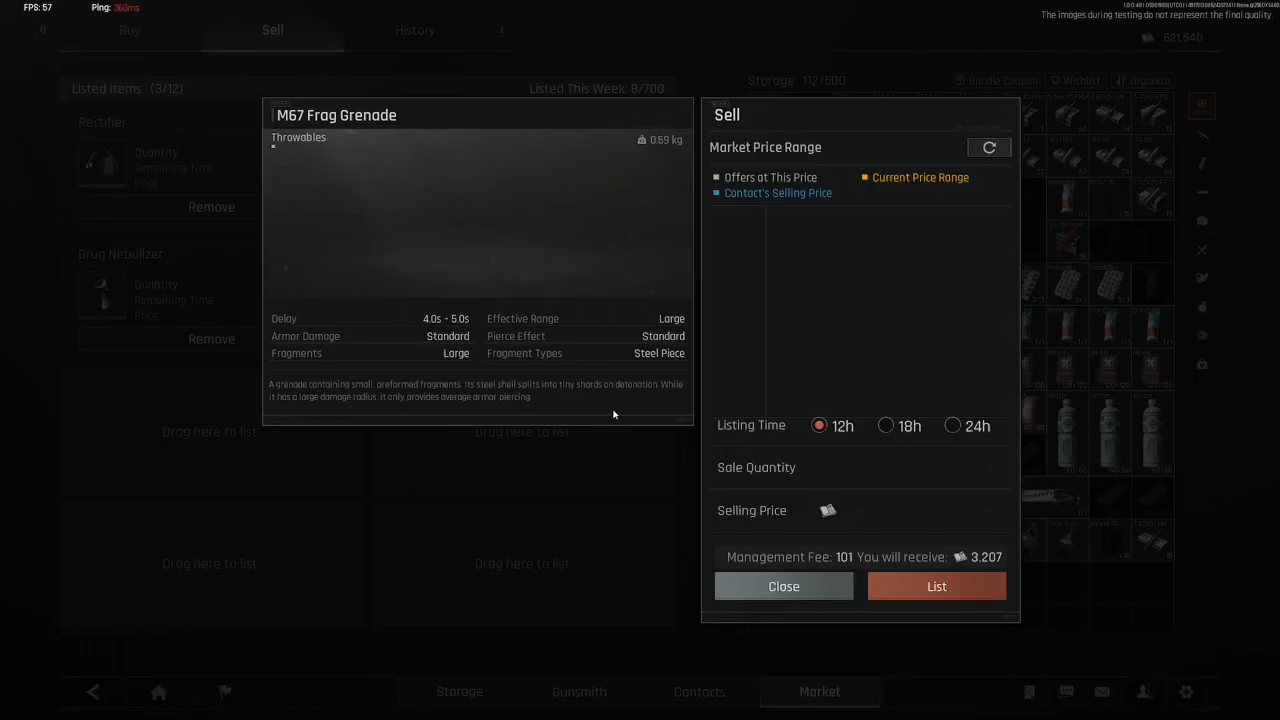 FPS: 57
Ping: 360ms
The images during testing do not represent the final quality.
Q
Buy
Sell
History
E
621,540
Listed Items (3/12)
Listed This Week: 8/700
Storage 112/500
Bundle Coupon
Wishlist
Organize
Rectifier
Quantity
Remaining Time
Price
Remove
Drug Nebulizer
Quantity
Remaining Time
Price
Remove
Drag here to list
Drag here to list
Drag here to list
Drag here to list
M67 Frag Grenade
Throwables
0.59 kg
Delay 4.0s - 5.0s Effective Range Large
Armor Damage Standard Pierce Effect Standard
Fragments Large Fragment Types Steel Piece
A grenade containing small, preformed fragments. Its steel shell splits into tiny shards on detonation. While
it has a large damage radius, it only provides average armor piercing.
Sell
Market Price Range
Offers at This Price
Current Price Range
Contact's Selling Price
Listing Time 12h 18h 24h
Sale Quantity
Selling Price
Management Fee: 101 You will receive: 3,207
Close
List
Storage
Gunsmith
Contacts
Market